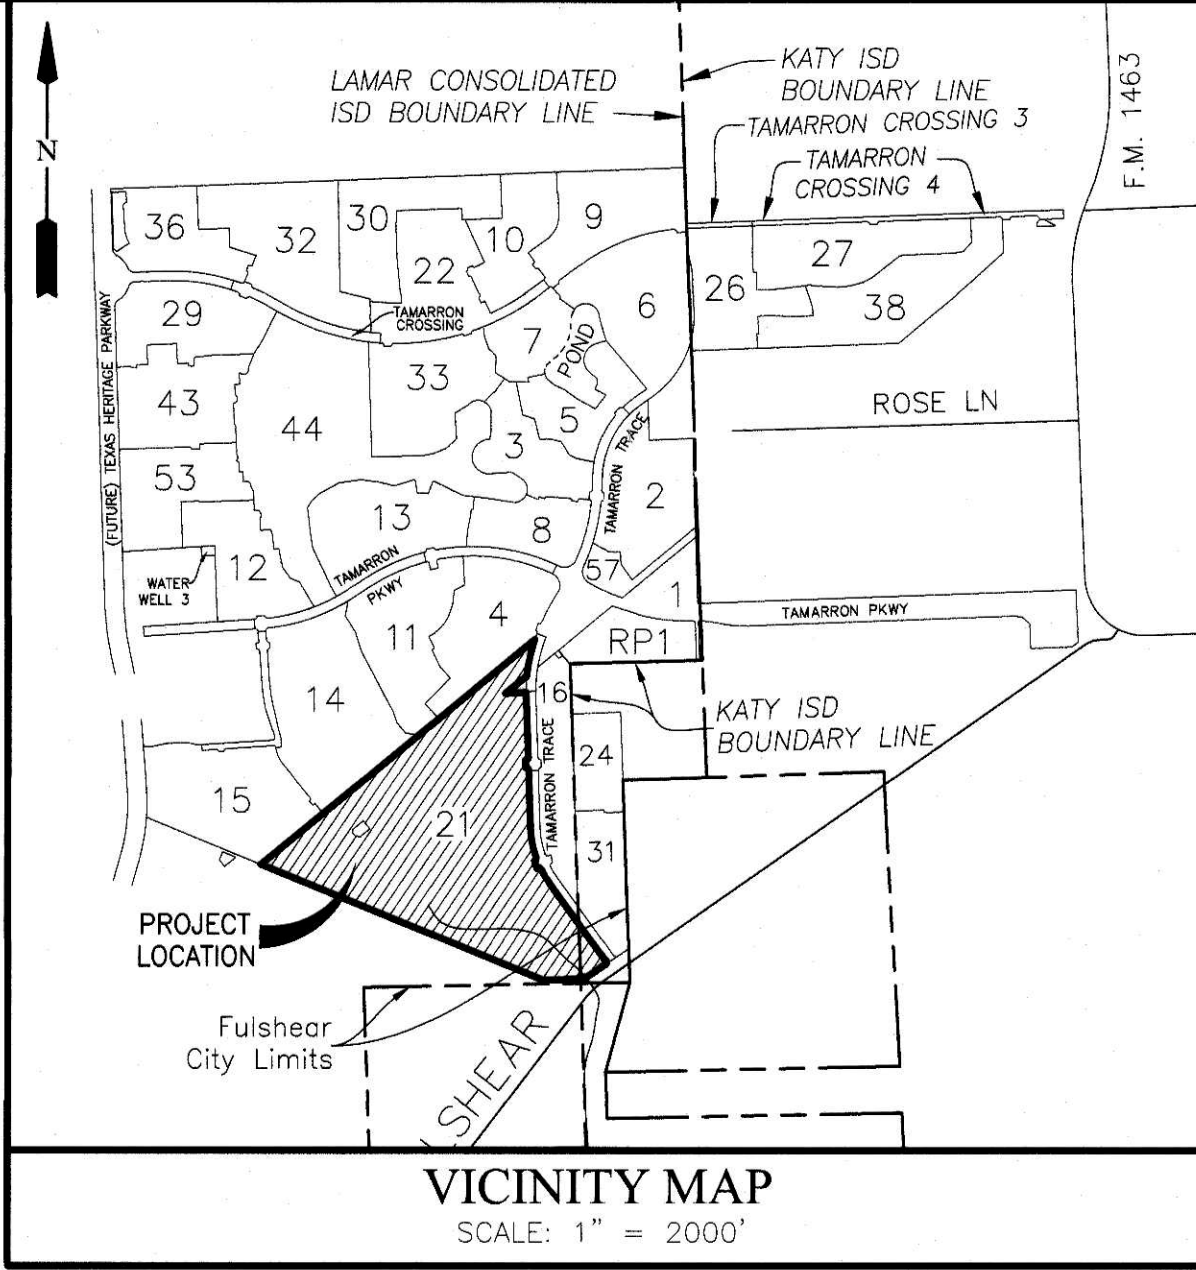 LAMAR CONSOLIDATED
ISD BOUNDARY LINE
KATY ISD
BOUNDARY LINE
TAMARRON CROSSING 3
TAMARRON
CROSSING 4
F.M. 1463
N
36
32
30
22
10
9
6
26
27
38
29
TAMARRON
CROSSING
7
POND
33
43
44
5
3
ROSE LN
(FUTURE) TEXAS HERITAGE PARKWAY
53
13
8
TAMARRON TRACE
2
WATER
WELL 3
12
TAMARRON
PKWY
57
1
TAMARRON PKWY
11
4
RP1
14
16
KATY ISD
BOUNDARY LINE
TAMARRON TRACE
24
15
21
31
PROJECT
LOCATION
Fulshear
City Limits
LSHEAR
VICINITY MAP
SCALE: 1" = 2000'